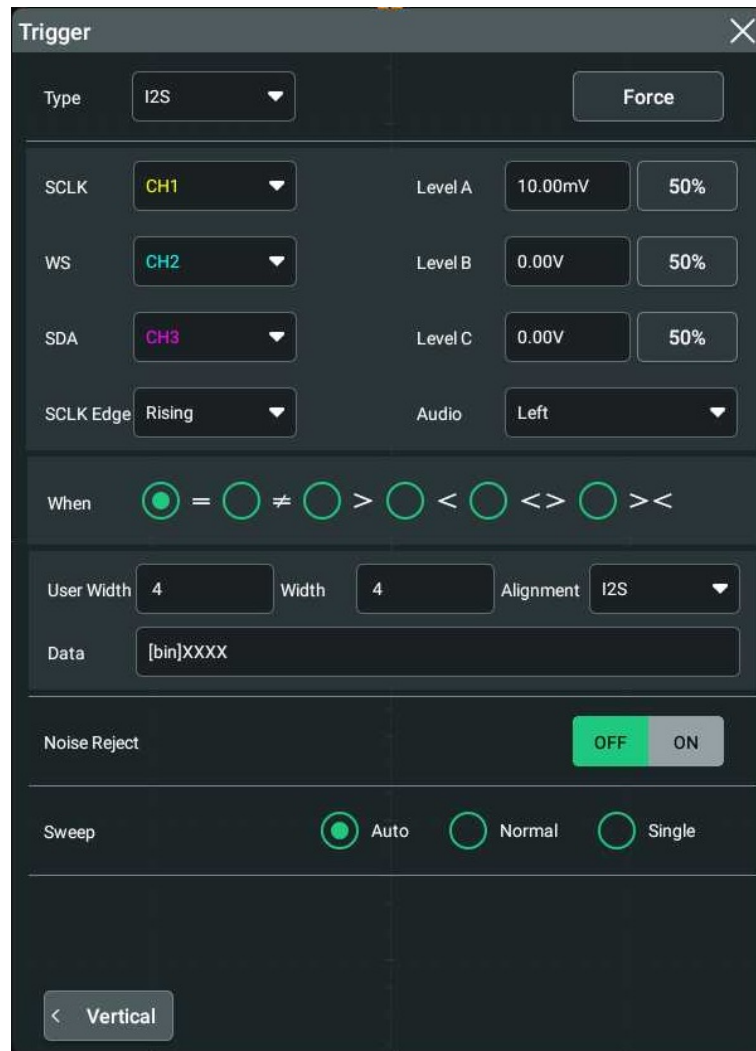 Trigger
Type I2S Force
SCLK CH1 Level A 10.00mV 50%
WS CH2 Level B 0.00V 50%
SDA CH3 Level C 0.00V 50%
SCLK Edge Rising Audio Left
When = ≠ > < <> ><
User Width 4 Width 4 Alignment I2S
Data [bin]XXXX
Noise Reject OFF ON
Sweep Auto Normal Single
< Vertical